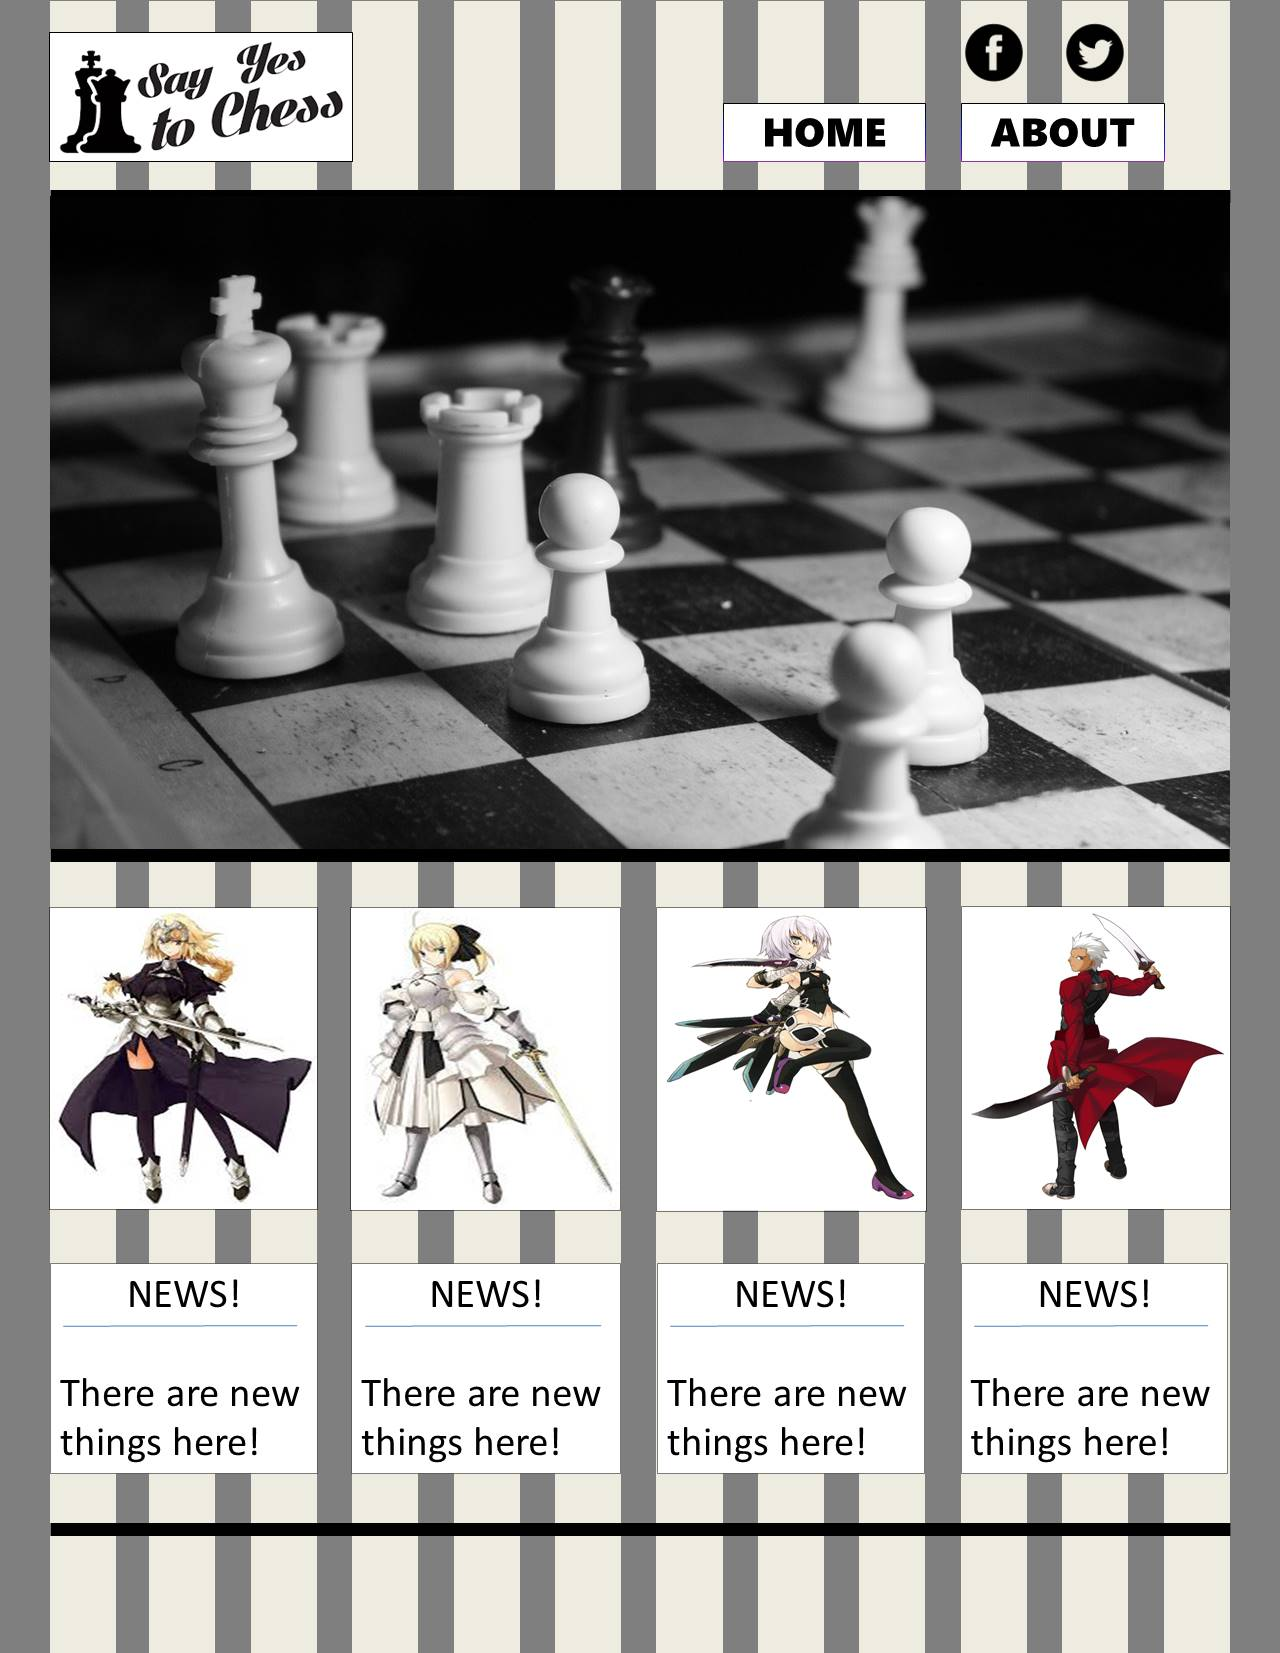 Say Yes
to Chess
f
HOME
ABOUT
D
C
NEWS!
There are new
things here!
NEWS!
There are new
things here!
NEWS!
There are new
things here!
NEWS!
There are new
things here!